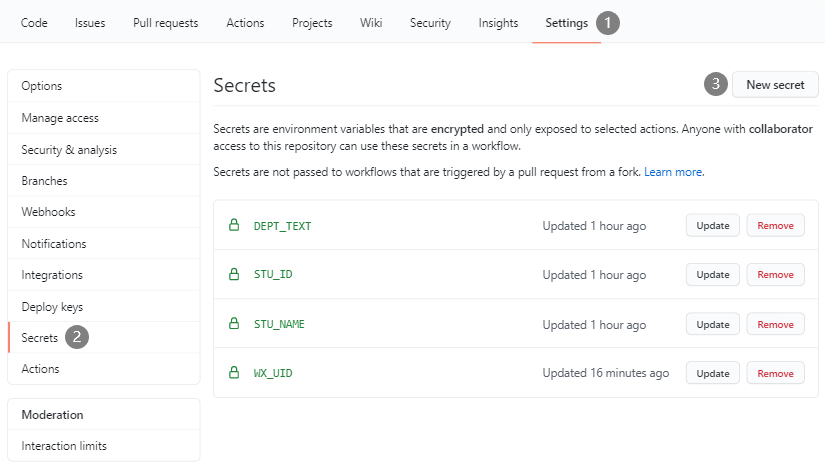 Code Issues Pull requests Actions Projects Wiki Security Insights Settings 1
Options
Manage access
Security & analysis
Branches
Webhooks
Notifications
Integrations
Deploy keys
Secrets 2
Actions
Moderation
Interaction limits
Secrets 3 New secret
Secrets are environment variables that are encrypted and only exposed to selected actions. Anyone with collaborator
access to this repository can use these secrets in a workflow.
Secrets are not passed to workflows that are triggered by a pull request from a fork. Learn more.
DEPT_TEXT Updated 1 hour ago Update Remove
STU_ID Updated 1 hour ago Update Remove
STU_NAME Updated 1 hour ago Update Remove
WX_UID Updated 16 minutes ago Update Remove